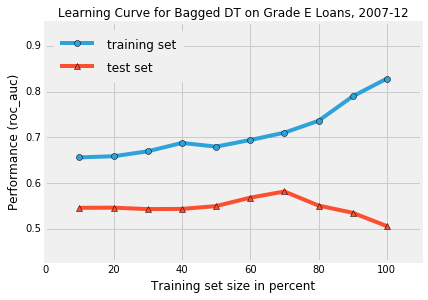 Learning Curve for Bagged DT on Grade E Loans, 2007-12
training set
test set
Performance (roc_auc)
0.9
0.8
0.7
0.6
0.5
0 20 40 60 80 100
Training set size in percent